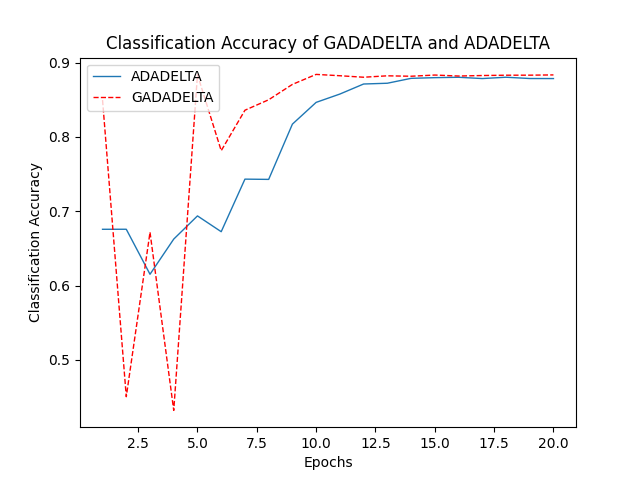 Classification Accuracy of GADADELTA and ADADELTA
ADADELTA
GADADELTA
Classification Accuracy
0.9
0.8
0.7
0.6
0.5
2.5 5.0 7.5 10.0 12.5 15.0 17.5 20.0
Epochs